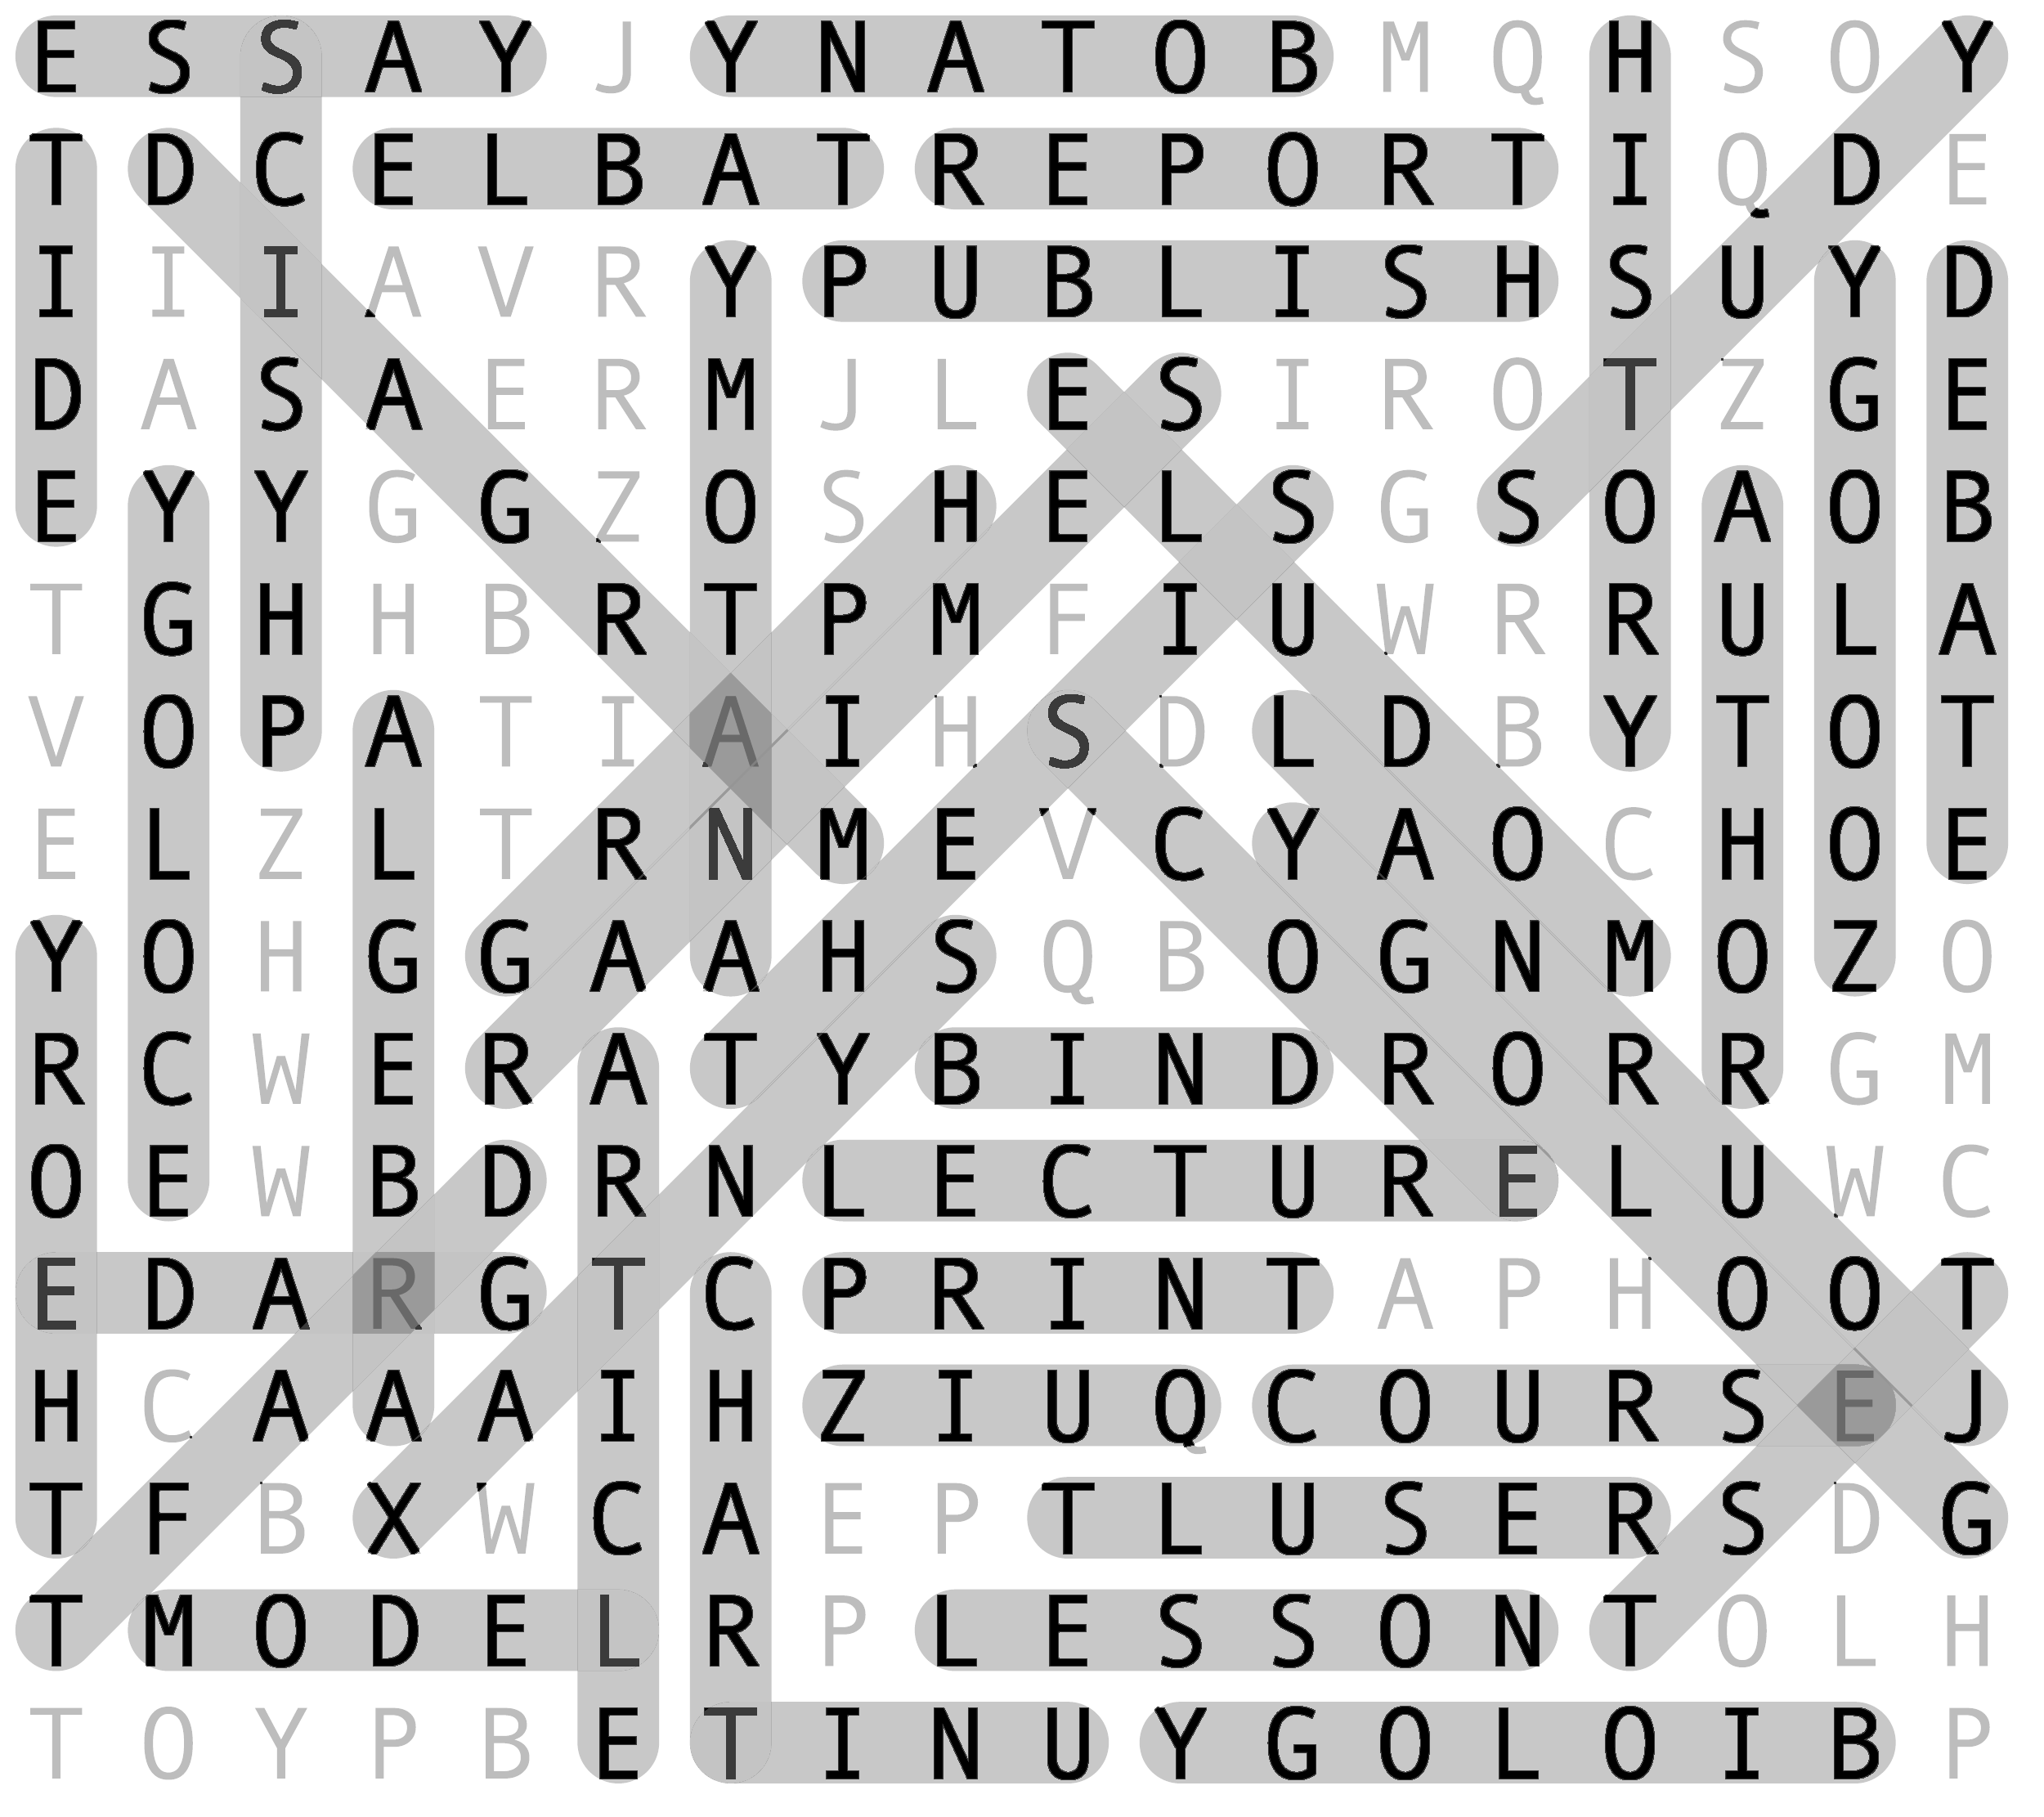 E S S A Y J Y N A T O B M Q H S O Y
T D C E L B A T R E P O R T I Q D E
I I I A V R Y P U B L I S H S U Y D
D A S A E R M J L E S I R O T Z G E
E Y Y G G Z O S H E L S G S O A O B
T G H H B R T P M F I U W R R U L A
V O P A T I A I H S D L D B Y T O T
E L Z L T R N M E V C Y A O C H O E
Y O H G G A A H S Q B O G N M O Z O
R C W E R A T Y B I N D R O R R G M
O E W B D R N L E C T U R E L U W C
E D A R G T C P R I N T A P H O O T
H C A A A I H Z I U Q C O U R S E J
T F B X W C A E P T L U S E R S D G
T M O D E L R P L E S S O N T O L H
T O Y P B E T I N U Y G O L O I B P